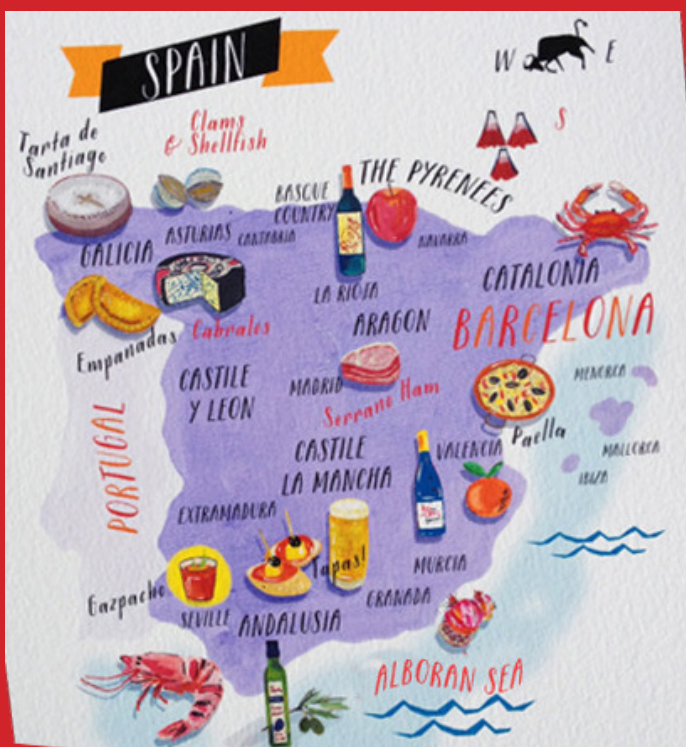 SPAIN
W E
S
Tarta de
Santiago
Clams
& Shellfish
BASQUE
COUNTRY
THE PYRENEES
GALICIA
ASTURIAS
CANTABRIA
NAVARRA
LA RIOJA
CATALONIA
BARCELONA
ARAGON
Empanadas
Cabrales
CASTILE
Y LEON
MADRID
Serrano Ham
MENORCA
MALLORCA
IBIZA
PORTUGAL
CASTILE
LA MANCHA
VALENCIA
Paella
EXTRAMADURA
Tapas!
MURCIA
Gazpacho
SEVILLE
ANDALUSIA
GRANADA
ALBORAN SEA